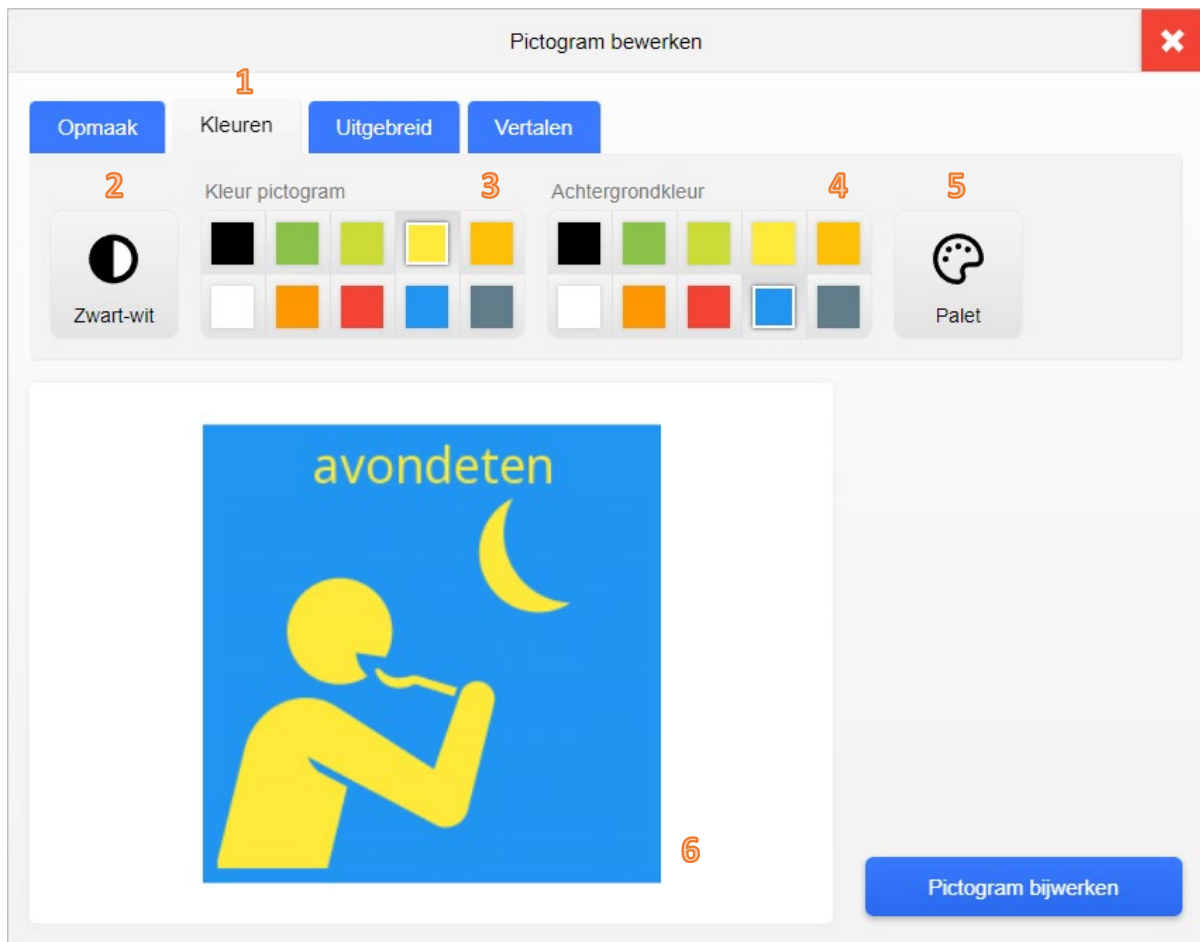 Pictogram bewerken
1
Opmaak Kleuren Uitgebreid Vertalen
2 Kleur pictogram 3 Achtergrondkleur 4 5
Zwart-wit Palet
avondeten
6
Pictogram bijwerken